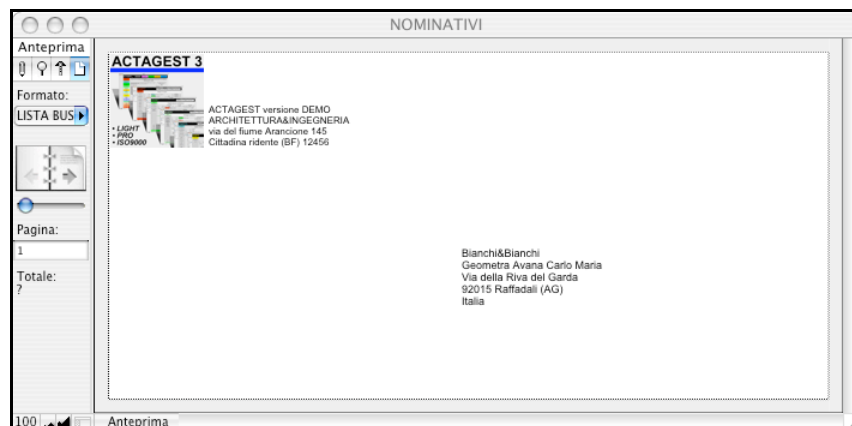 NOMINATIVI
Anteprima
Formato:
LISTA BUS
Pagina:
1
Totale:
?
ACTAGEST 3
• LIGHT
• PRO
• ISO9000
ACTAGEST versione DEMO
ARCHITETTURA&INGEGNERIA
via del fiume Arancione 145
Cittadina ridente (BF) 12456
Bianchi&Bianchi
Geometra Avana Carlo Maria
Via della Riva del Garda
92015 Raffadali (AG)
Italia
100
Anteprima